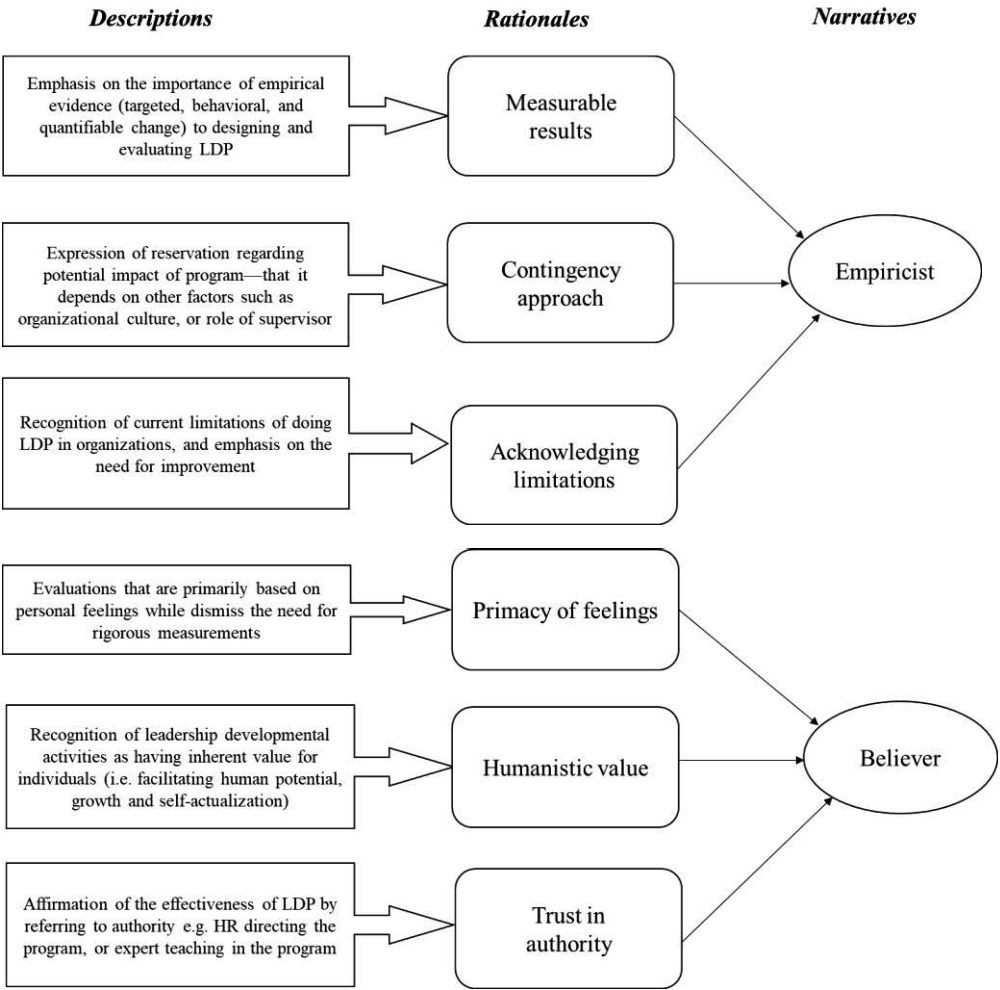 Descriptions
Rationales
Narratives
Emphasis on the importance of empirical
evidence (targeted, behavioral, and
quantifiable change) to designing and
evaluating LDP
Measurable
results
Expression of reservation regarding
potential impact of program—that it
depends on other factors such as
organizational culture, or role of supervisor
Contingency
approach
Empiricist
Recognition of current limitations of doing
LDP in organizations, and emphasis on the
need for improvement
Acknowledging
limitations
Evaluations that are primarily based on
personal feelings while dismiss the need for
rigorous measurements
Primacy of feelings
Recognition of leadership developmental
activities as having inherent value for
individuals (i.e. facilitating human potential,
growth and self-actualization)
Humanistic value
Believer
Affirmation of the effectiveness of LDP by
referring to authority e.g. HR directing the
program, or expert teaching in the program
Trust in
authority